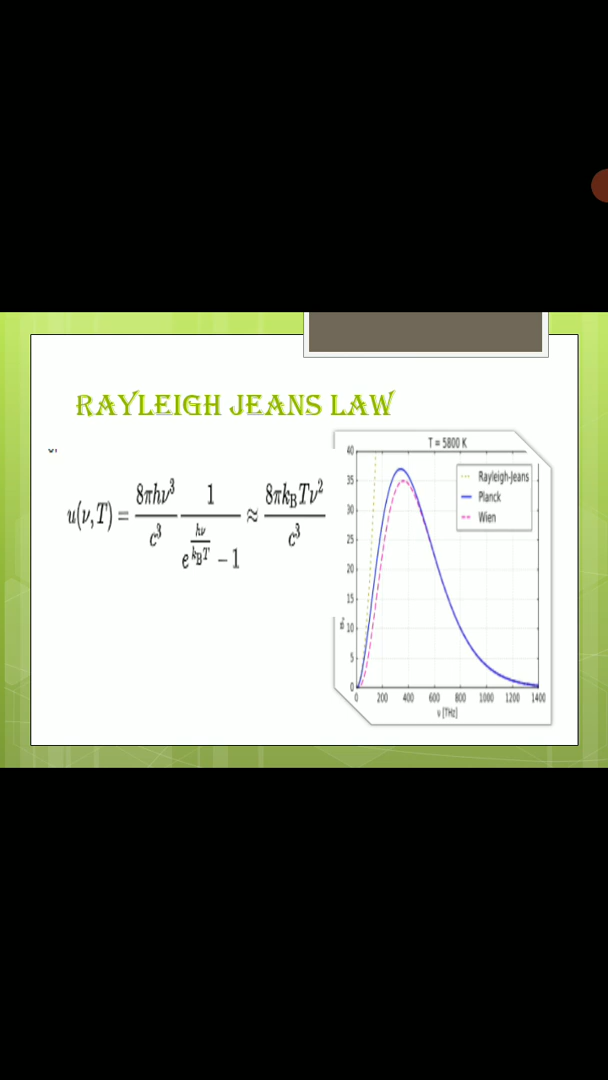 RAYLEIGH JEANS LAW
u(ν,T) = 8πhν³/c³ 1/(e^(hν/k_BT) − 1) ≈ 8πk_BTν²/c³
T = 5800 K
Rayleigh-Jeans
Planck
Wien
40
35
30
25
20
15
10
5
0
0 200 400 600 800 1000 1200 1400
ν [THz]